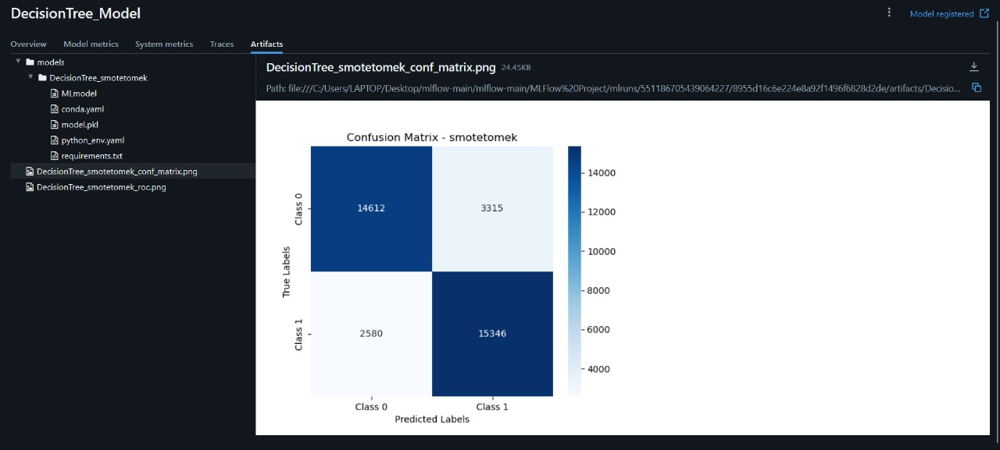 DecisionTree_Model
Model registered
Overview Model metrics System metrics Traces Artifacts
models
DecisionTree_smotetomek
MLmodel
conda.yaml
model.pkl
python_env.yaml
requirements.txt
DecisionTree_smotetomek_conf_matrix.png
DecisionTree_smotetomek_roc.png
DecisionTree_smotetomek_conf_matrix.png 24.45KB
Path: file:///C:/Users/LAPTOP/Desktop/mlflow-main/mlflow-main/MLFlow%20Project/mlruns/551186705439064227/8955d16c6e224e8a92f1496f6828d2de/artifacts/Decisio...
Confusion Matrix - smotetomek
True Labels
Class 0
14612 3315
Class 1
2580 15346
Class 0 Class 1
Predicted Labels
14000
12000
10000
8000
6000
4000